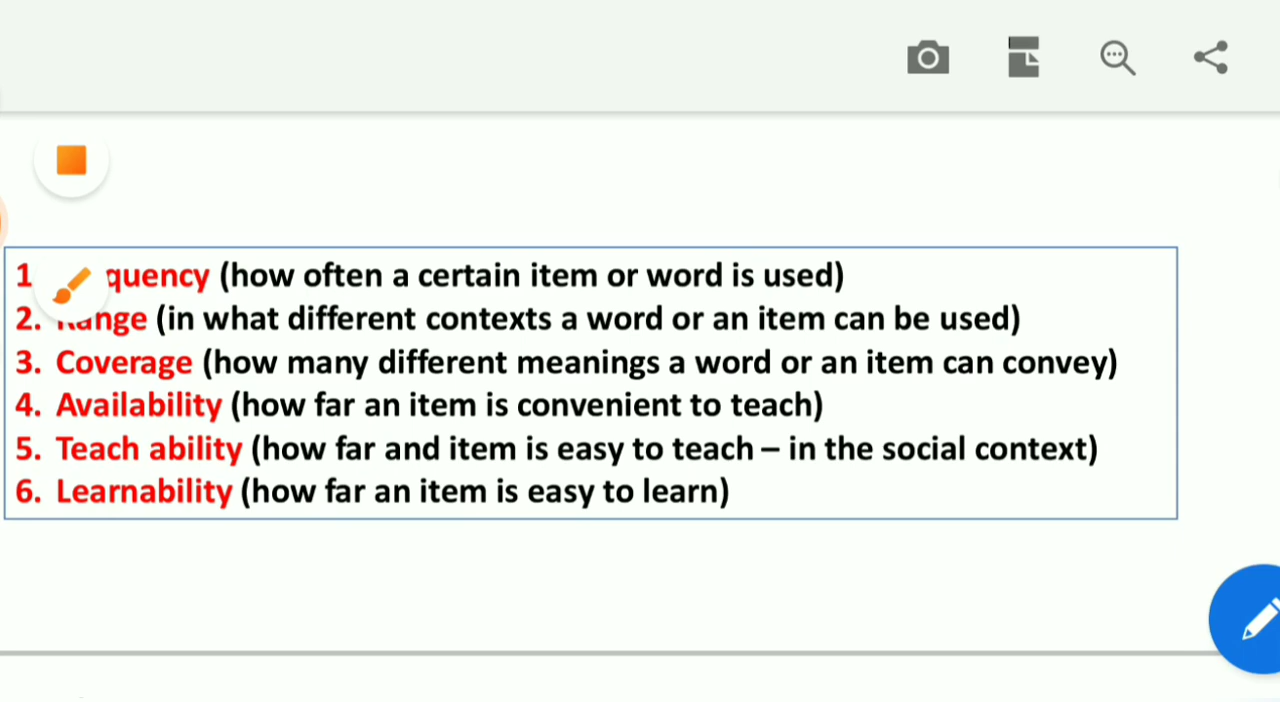 1 quency (how often a certain item or word is used)
2. Range (in what different contexts a word or an item can be used)
3. Coverage (how many different meanings a word or an item can convey)
4. Availability (how far an item is convenient to teach)
5. Teach ability (how far and item is easy to teach – in the social context)
6. Learnability (how far an item is easy to learn)